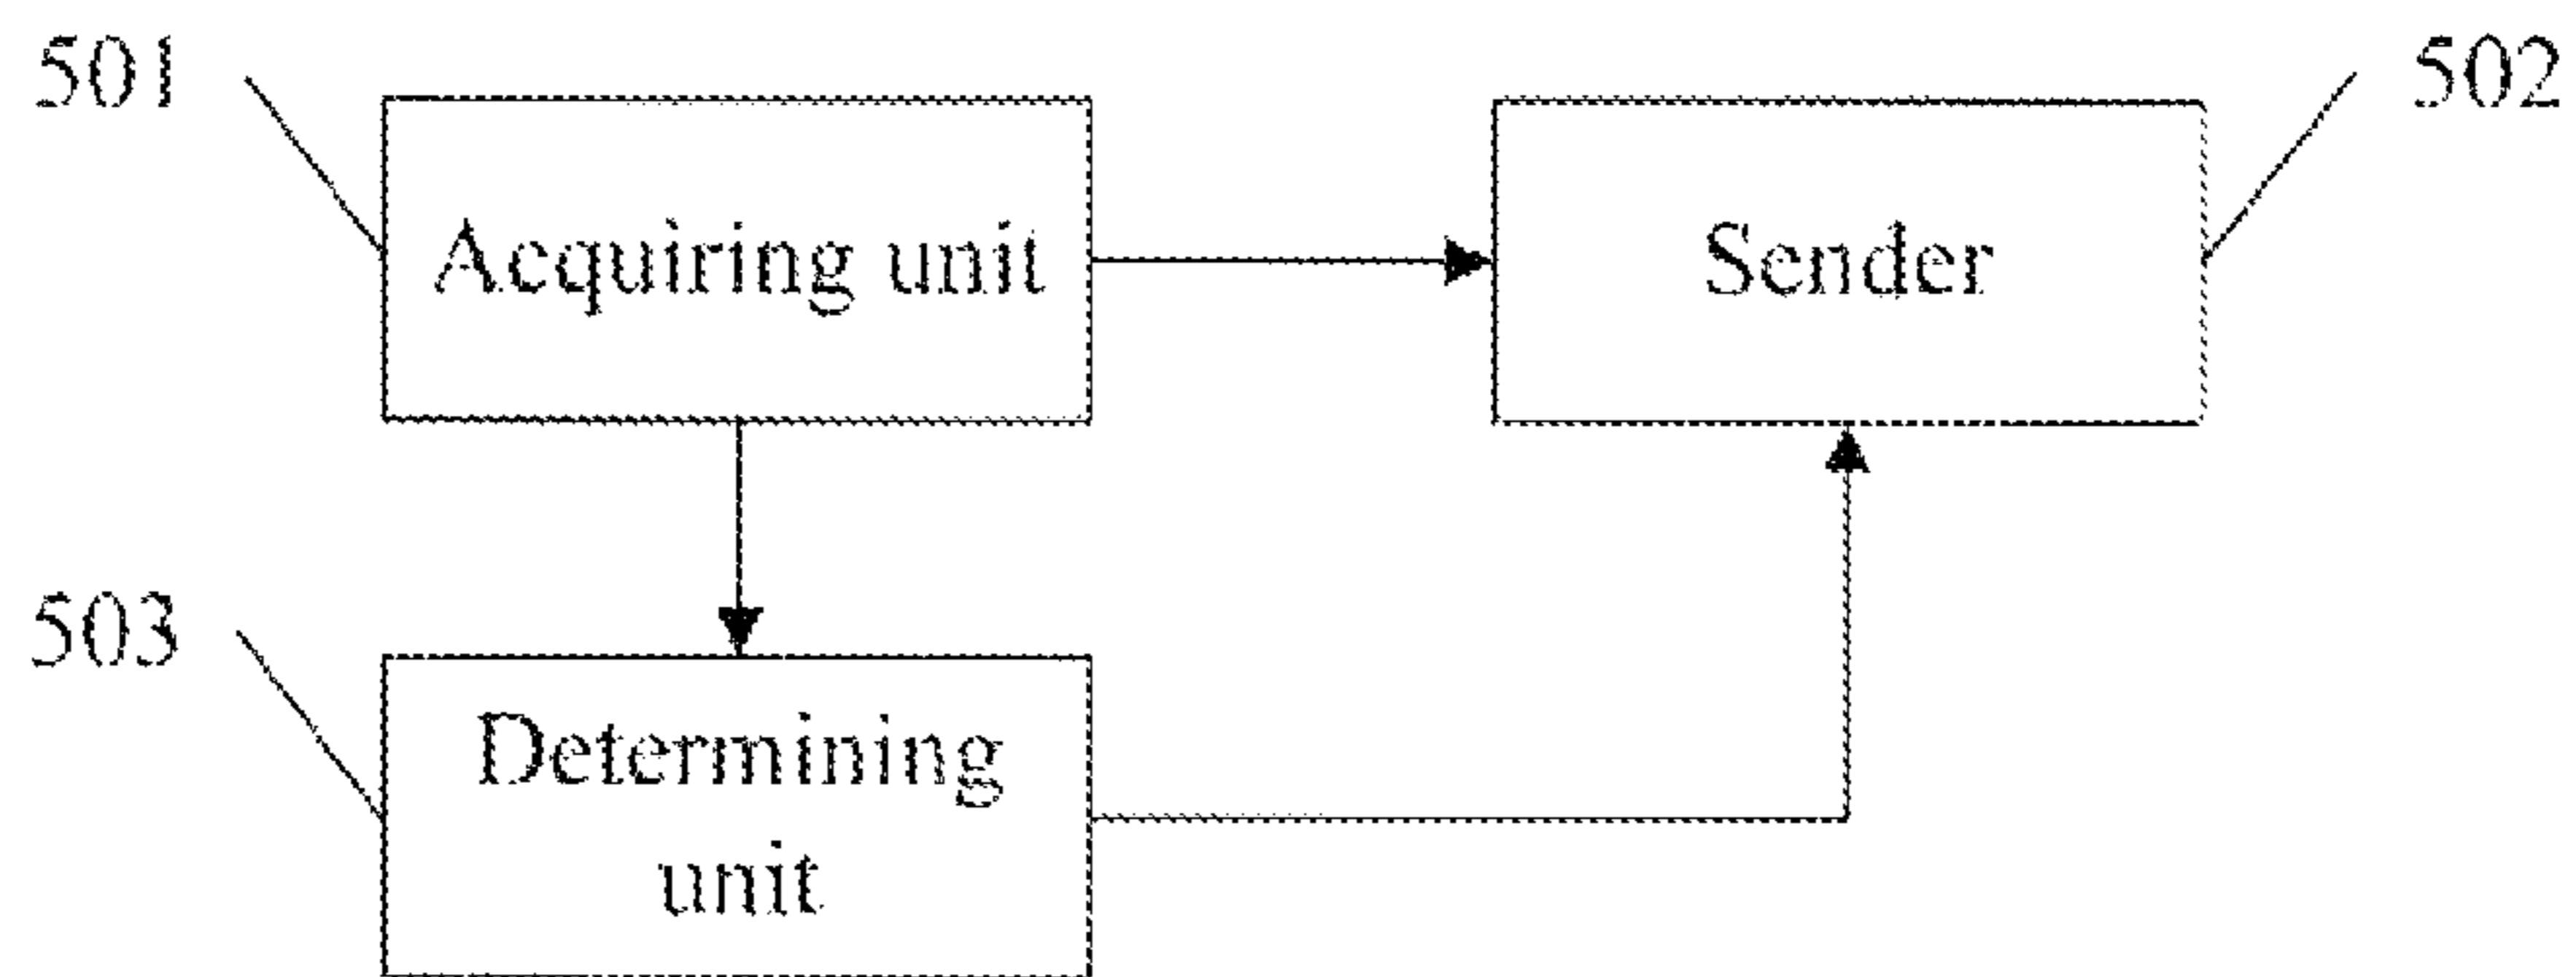 501
Acquiring unit
Sender
502
503
Determining
unit